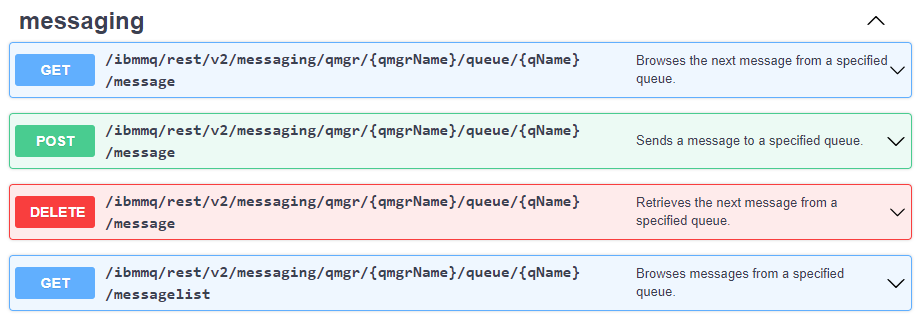 messaging
GET
/ibmmq/rest/v2/messaging/qmgr/{qmgrName}/queue/{qName}
/message
Browses the next message from a specified
queue.
POST
/ibmmq/rest/v2/messaging/qmgr/{qmgrName}/queue/{qName}
/message
Sends a message to a specified queue.
DELETE
/ibmmq/rest/v2/messaging/qmgr/{qmgrName}/queue/{qName}
/message
Retrieves the next message from a
specified queue.
GET
/ibmmq/rest/v2/messaging/qmgr/{qmgrName}/queue/{qName}
/messagelist
Browses messages from a specified
queue.